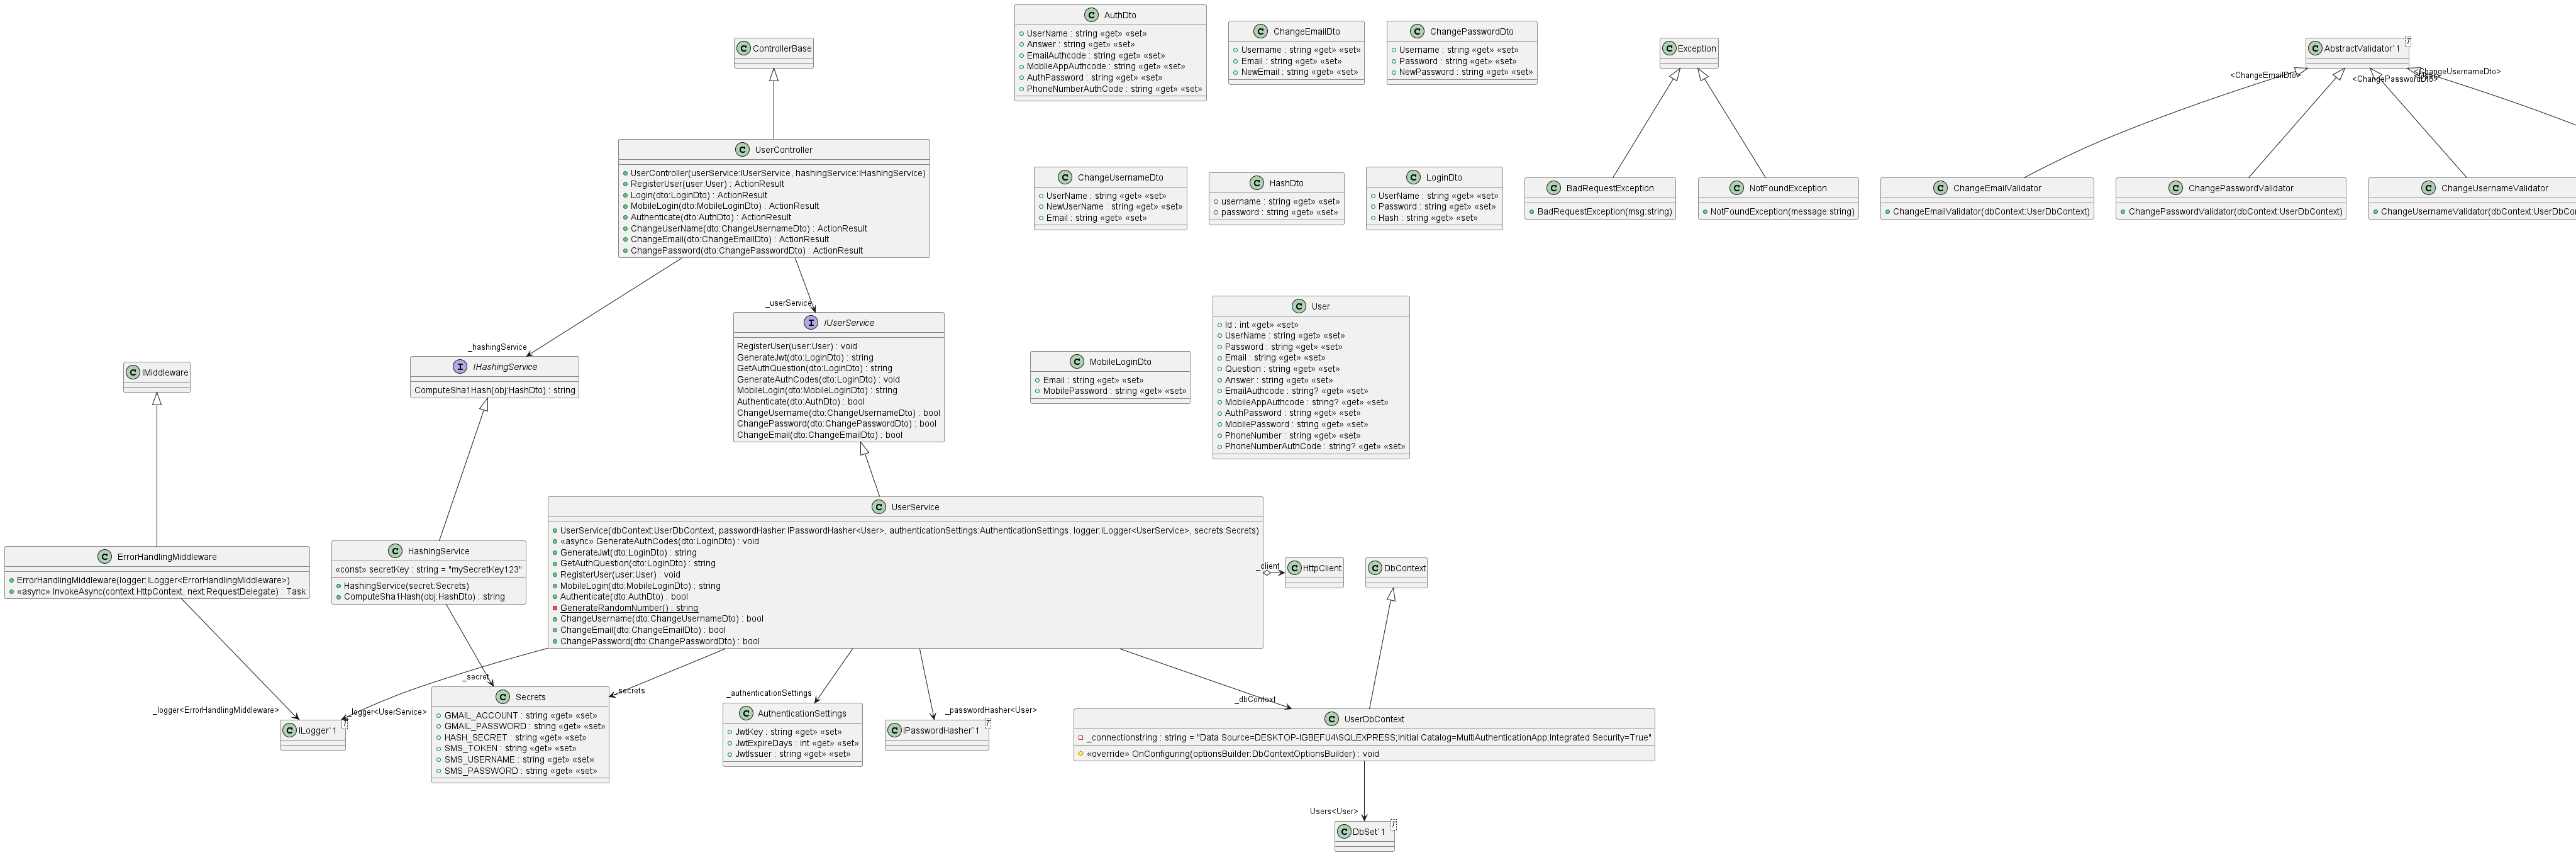 ControllerBase
UserController
UserController(userService:IUserService, hashingService:IHashingService)
RegisterUser(user:User) : ActionResult
Login(dto:LoginDto) : ActionResult
MobileLogin(dto:MobileLoginDto) : ActionResult
Authenticate(dto:AuthDto) : ActionResult
ChangeUserName(dto:ChangeUsernameDto) : ActionResult
ChangeEmail(dto:ChangeEmailDto) : ActionResult
ChangePassword(dto:ChangePasswordDto) : ActionResult
_hashingService
_userService
IHashingService
ComputeSha1Hash(obj:HashDto) : string
IUserService
RegisterUser(user:User) : void
GenerateJwt(dto:LoginDto) : string
GetAuthQuestion(dto:LoginDto) : string
GenerateAuthCodes(dto:LoginDto) : void
MobileLogin(dto:MobileLoginDto) : string
Authenticate(dto:AuthDto) : bool
ChangeUsername(dto:ChangeUsernameDto) : bool
ChangePassword(dto:ChangePasswordDto) : bool
ChangeEmail(dto:ChangeEmailDto) : bool
IMiddleware
ErrorHandlingMiddleware
ErrorHandlingMiddleware(logger:ILogger<ErrorHandlingMiddleware>)
«async» InvokeAsync(context:HttpContext, next:RequestDelegate) : Task
HashingService
«const» secretKey : string = "mySecretKey123"
HashingService(secret:Secrets)
ComputeSha1Hash(obj:HashDto) : string
UserService
UserService(dbContext:UserDbContext, passwordHasher:IPasswordHasher<User>, authenticationSettings:AuthenticationSettings, logger:ILogger<UserService>, secrets:Secrets)
«async» GenerateAuthCodes(dto:LoginDto) : void
GenerateJwt(dto:LoginDto) : string
GetAuthQuestion(dto:LoginDto) : string
RegisterUser(user:User) : void
MobileLogin(dto:MobileLoginDto) : string
Authenticate(dto:AuthDto) : bool
GenerateRandomNumber() : string
ChangeUsername(dto:ChangeUsernameDto) : bool
ChangeEmail(dto:ChangeEmailDto) : bool
ChangePassword(dto:ChangePasswordDto) : bool
_client
HttpClient
DbContext
_logger<ErrorHandlingMiddleware>
_logger<UserService>
_secret
_secrets
_authenticationSettings
_passwordHasher<User>
_dbContext
ILogger`1
T
Secrets
GMAIL_ACCOUNT : string «get» «set»
GMAIL_PASSWORD : string «get» «set»
HASH_SECRET : string «get» «set»
SMS_TOKEN : string «get» «set»
SMS_USERNAME : string «get» «set»
SMS_PASSWORD : string «get» «set»
AuthenticationSettings
JwtKey : string «get» «set»
JwtExpireDays : int «get» «set»
JwtIssuer : string «get» «set»
IPasswordHasher`1
T
UserDbContext
_connectionstring : string = "Data Source=DESKTOP-IGBEFU4\SQLEXPRESS;Initial Catalog=MultiAuthenticationApp;Integrated Security=True"
«override» OnConfiguring(optionsBuilder:DbContextOptionsBuilder) : void
Users<User>
DbSet`1
T
AuthDto
UserName : string «get» «set»
Answer : string «get» «set»
EmailAuthcode : string «get» «set»
MobileAppAuthcode : string «get» «set»
AuthPassword : string «get» «set»
PhoneNumberAuthCode : string «get» «set»
ChangeEmailDto
Username : string «get» «set»
Email : string «get» «set»
NewEmail : string «get» «set»
ChangePasswordDto
Username : string «get» «set»
Password : string «get» «set»
NewPassword : string «get» «set»
ChangeUsernameDto
UserName : string «get» «set»
NewUserName : string «get» «set»
Email : string «get» «set»
HashDto
username : string «get» «set»
password : string «get» «set»
LoginDto
UserName : string «get» «set»
Password : string «get» «set»
Hash : string «get» «set»
MobileLoginDto
Email : string «get» «set»
MobilePassword : string «get» «set»
User
Id : int «get» «set»
UserName : string «get» «set»
Password : string «get» «set»
Email : string «get» «set»
Question : string «get» «set»
Answer : string «get» «set»
EmailAuthcode : string? «get» «set»
MobileAppAuthcode : string? «get» «set»
AuthPassword : string «get» «set»
MobilePassword : string «get» «set»
PhoneNumber : string «get» «set»
PhoneNumberAuthCode : string? «get» «set»
Exception
BadRequestException
BadRequestException(msg:string)
NotFoundException
NotFoundException(message:string)
AbstractValidator`1
T
<ChangeEmailDto>
<ChangePasswordDto>
<ChangeUsernameDto>
ChangeEmailValidator
ChangeEmailValidator(dbContext:UserDbContext)
ChangePasswordValidator
ChangePasswordValidator(dbContext:UserDbContext)
ChangeUsernameValidator
ChangeUsernameValidator(dbContext:UserDbCon